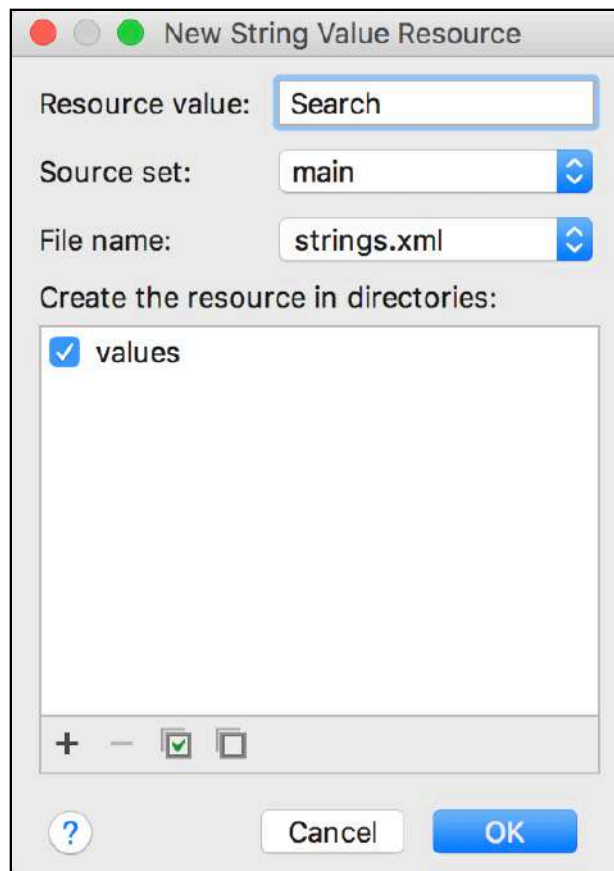 New String Value Resource
Resource value: Search
Source set: main
File name: strings.xml
Create the resource in directories:
values
? Cancel OK